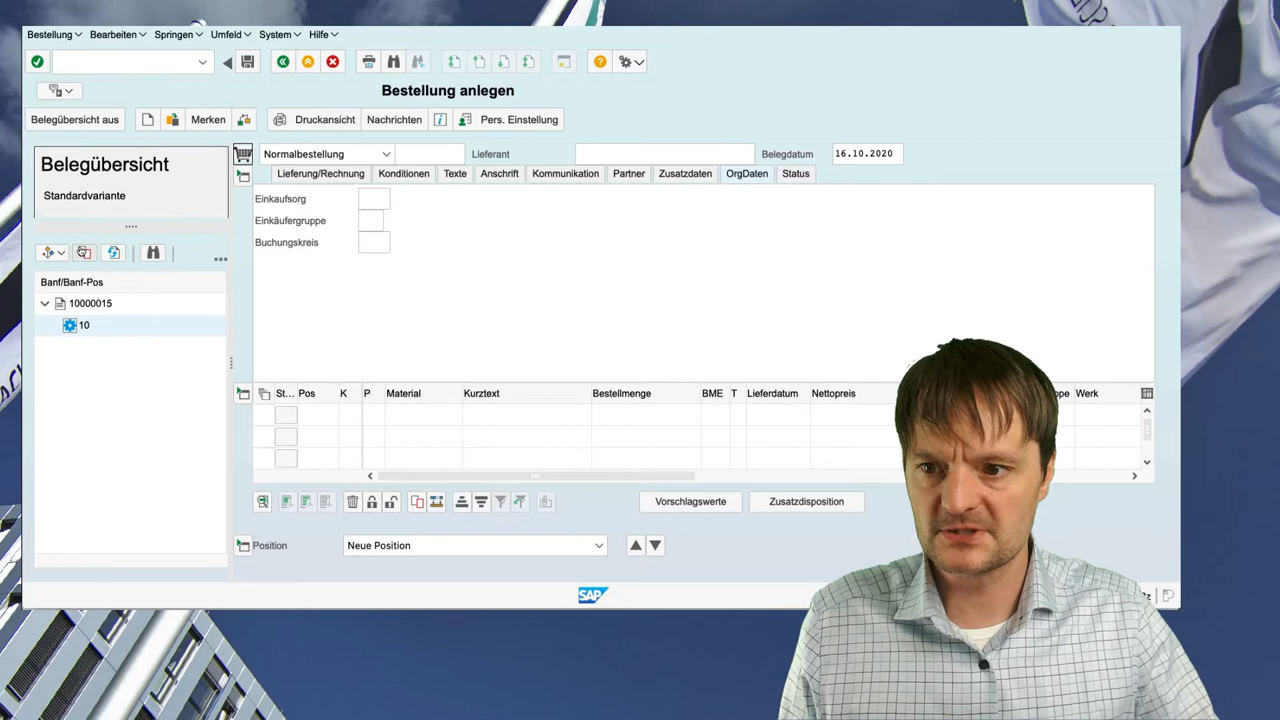 Bestellung Bearbeiten Springen Umfeld System Hilfe
Bestellung anlegen
Belegübersicht aus Merken Druckansicht Nachrichten Pers. Einstellung
Belegübersicht
Standardvariante
Normalbestellung Lieferant Belegdatum 16.10.2020
Lieferung/Rechnung Konditionen Texte Anschrift Kommunikation Partner Zusatzdaten OrgDaten Status
Einkaufsorg
Einkäufergruppe
Buchungskreis
Banf/Banf-Pos
10000015
10
St... Pos K P Material Kurztext Bestellmenge BME T Lieferdatum Nettopreis Werk
Vorschlagswerte Zusatzdisposition
Position Neue Position
SAP